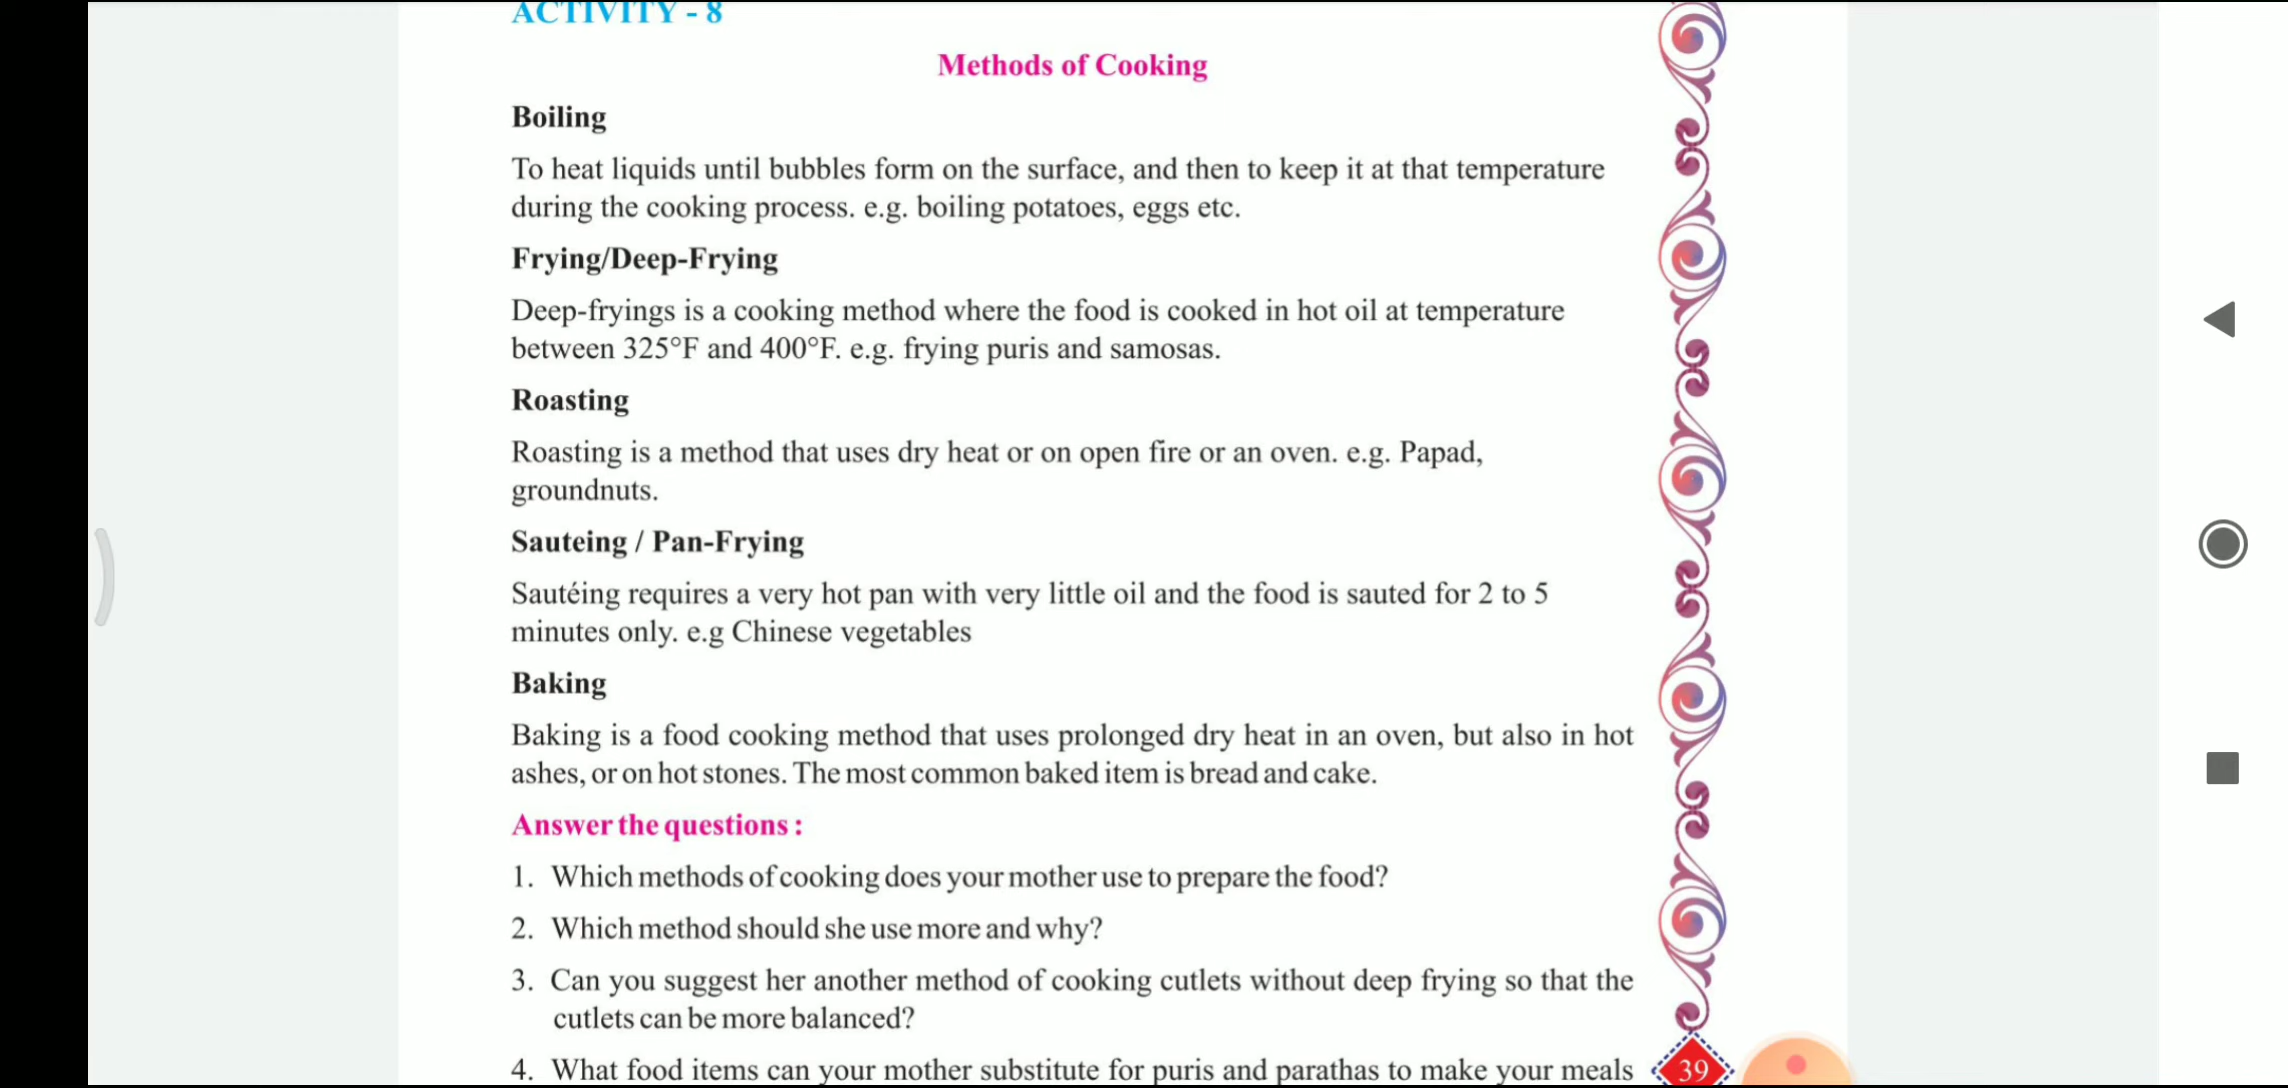 ACTIVITY - 8
Methods of Cooking
Boiling
To heat liquids until bubbles form on the surface, and then to keep it at that temperature
during the cooking process. e.g. boiling potatoes, eggs etc.
Frying/Deep-Frying
Deep-fryings is a cooking method where the food is cooked in hot oil at temperature
between 325°F and 400°F. e.g. frying puris and samosas.
Roasting
Roasting is a method that uses dry heat or on open fire or an oven. e.g. Papad,
groundnuts.
Sauteing / Pan-Frying
Sautéing requires a very hot pan with very little oil and the food is sauted for 2 to 5
minutes only. e.g Chinese vegetables
Baking
Baking is a food cooking method that uses prolonged dry heat in an oven, but also in hot
ashes, or on hot stones. The most common baked item is bread and cake.
Answer the questions :
1. Which methods of cooking does your mother use to prepare the food?
2. Which method should she use more and why?
3. Can you suggest her another method of cooking cutlets without deep frying so that the
cutlets can be more balanced?
4. What food items can your mother substitute for puris and parathas to make your meals
39